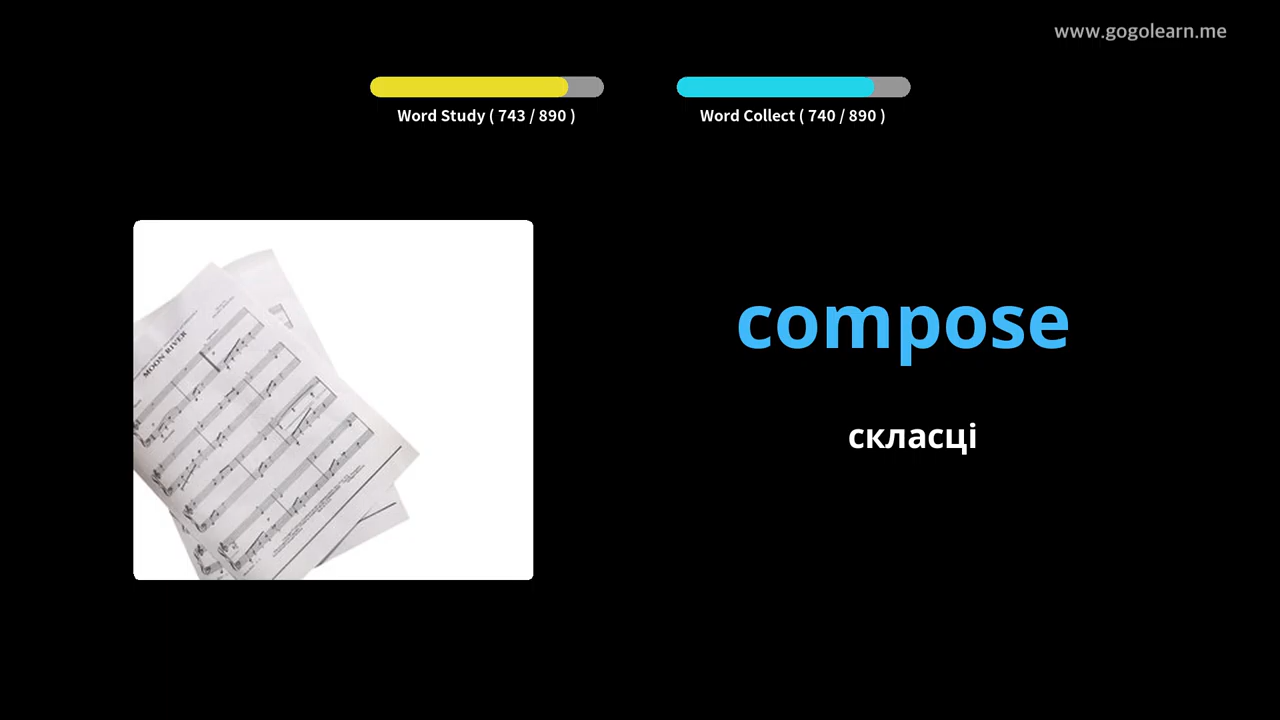 www.gogolearn.me
Word Study ( 743 / 890 )
Word Collect ( 740 / 890 )
MOON RIVER
compose
скласці